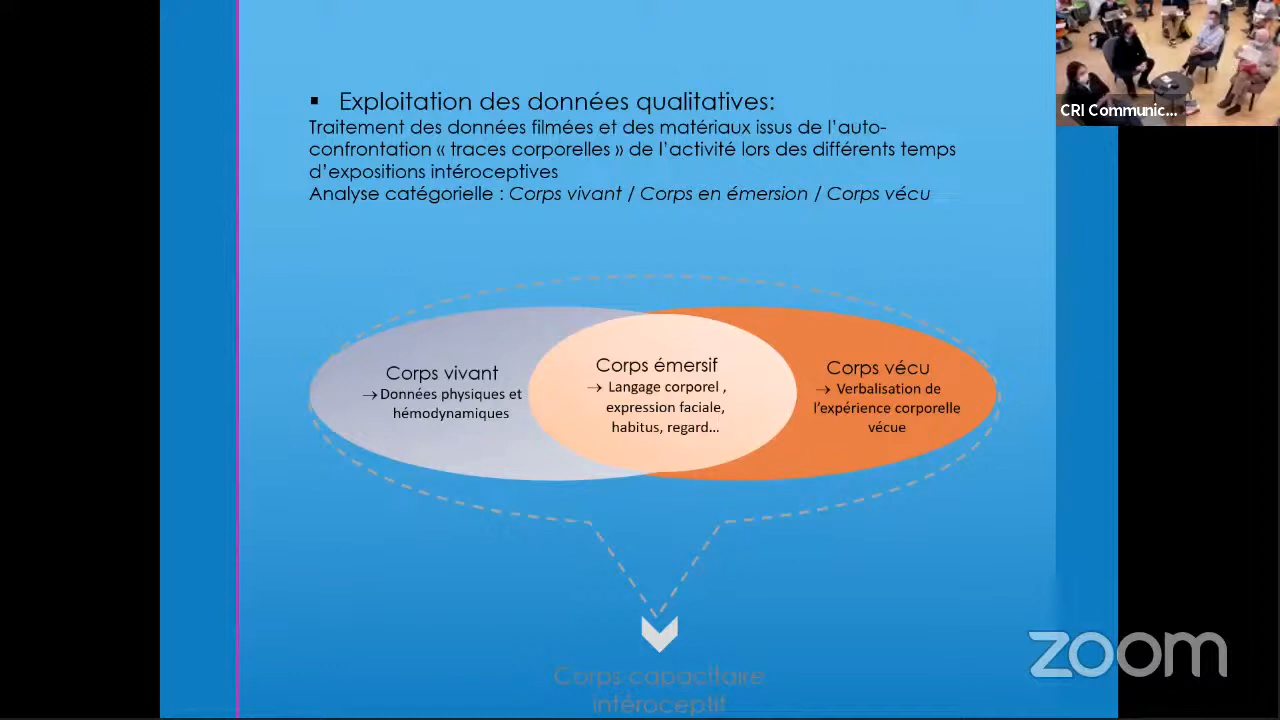 ▪ Exploitation des données qualitatives:
Traitement des données filmées et des matériaux issus de l’auto-
confrontation « traces corporelles » de l’activité lors des différents temps
d’expositions intéroceptives
Analyse catégorielle : Corps vivant / Corps en émersion / Corps vécu
CRI Communic...
Corps vivant
→ Données physiques et
hémodynamiques
Corps émersif
→ Langage corporel ,
expression faciale,
habitus, regard…
Corps vécu
→ Verbalisation de
l’expérience corporelle
vécue
Corps capacitaire
intéroceptif
zoom